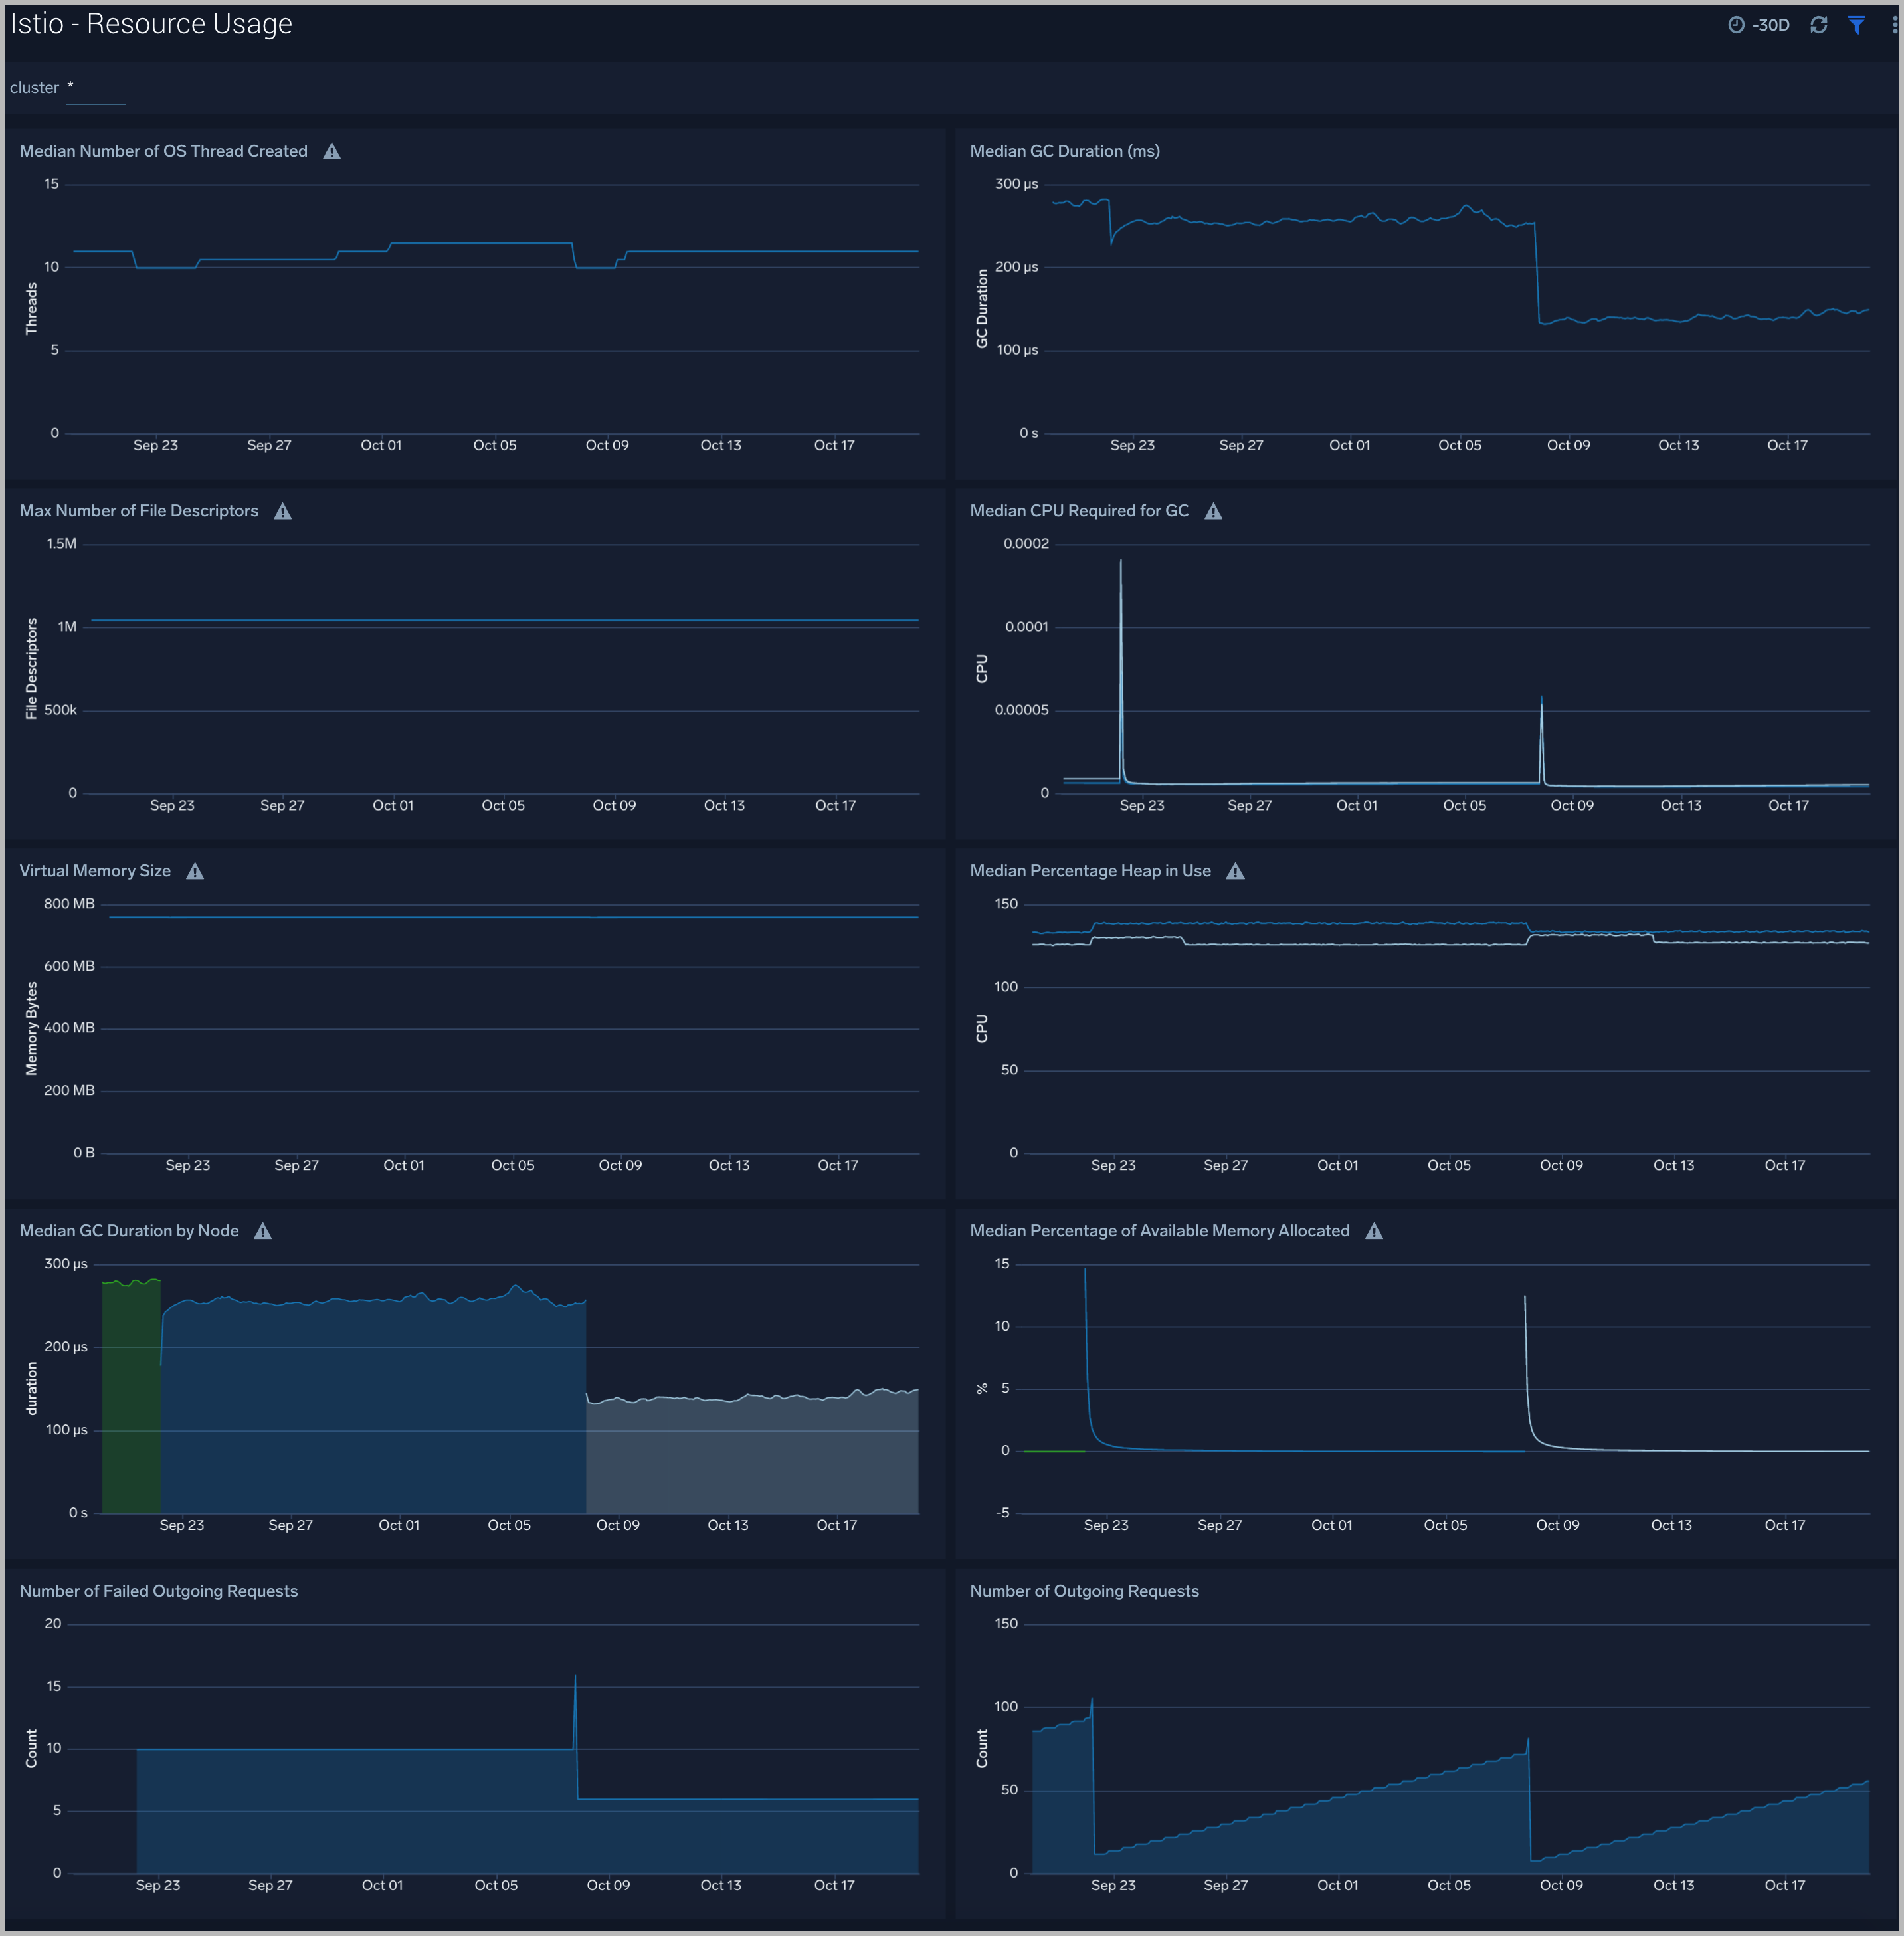 Istio - Resource Usage
-30D
cluster *
Median Number of OS Thread Created
15
10
5
0
Threads
Sep 23 Sep 27 Oct 01 Oct 05 Oct 09 Oct 13 Oct 17
Median GC Duration (ms)
300 µs
200 µs
100 µs
0 s
GC Duration
Sep 23 Sep 27 Oct 01 Oct 05 Oct 09 Oct 13 Oct 17
Max Number of File Descriptors
1.5M
1M
500k
0
File Descriptors
Sep 23 Sep 27 Oct 01 Oct 05 Oct 09 Oct 13 Oct 17
Median CPU Required for GC
0.0002
0.0001
0.00005
0
CPU
Sep 23 Sep 27 Oct 01 Oct 05 Oct 09 Oct 13 Oct 17
Virtual Memory Size
800 MB
600 MB
400 MB
200 MB
0 B
Memory Bytes
Sep 23 Sep 27 Oct 01 Oct 05 Oct 09 Oct 13 Oct 17
Median Percentage Heap in Use
150
100
50
0
CPU
Sep 23 Sep 27 Oct 01 Oct 05 Oct 09 Oct 13 Oct 17
Median GC Duration by Node
300 µs
200 µs
100 µs
0 s
duration
Sep 23 Sep 27 Oct 01 Oct 05 Oct 09 Oct 13 Oct 17
Median Percentage of Available Memory Allocated
15
10
5
0
-5
%
Sep 23 Sep 27 Oct 01 Oct 05 Oct 09 Oct 13 Oct 17
Number of Failed Outgoing Requests
20
15
10
5
0
Count
Sep 23 Sep 27 Oct 01 Oct 05 Oct 09 Oct 13 Oct 17
Number of Outgoing Requests
150
100
50
0
Count
Sep 23 Sep 27 Oct 01 Oct 05 Oct 09 Oct 13 Oct 17